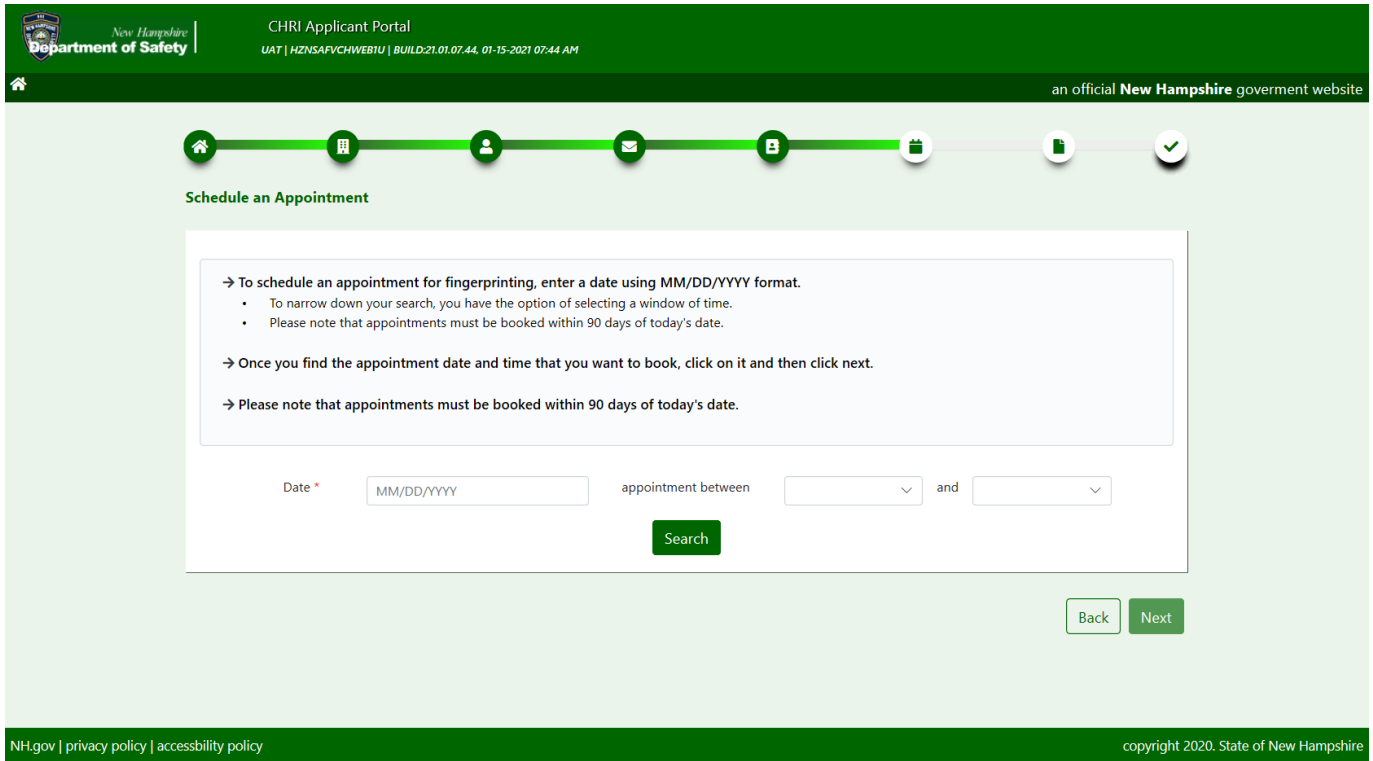 New Hampshire
Department of Safety
CHRI Applicant Portal
UAT | HZNSAFVCHWEB1U | BUILD:21.01.07.44, 01-15-2021 07:44 AM
an official New Hampshire goverment website
Schedule an Appointment
→ To schedule an appointment for fingerprinting, enter a date using MM/DD/YYYY format.
• To narrow down your search, you have the option of selecting a window of time.
• Please note that appointments must be booked within 90 days of today's date.
→ Once you find the appointment date and time that you want to book, click on it and then click next.
→ Please note that appointments must be booked within 90 days of today's date.
Date * MM/DD/YYYY appointment between and
Search
Back Next
NH.gov | privacy policy | accessbility policy copyright 2020. State of New Hampshire